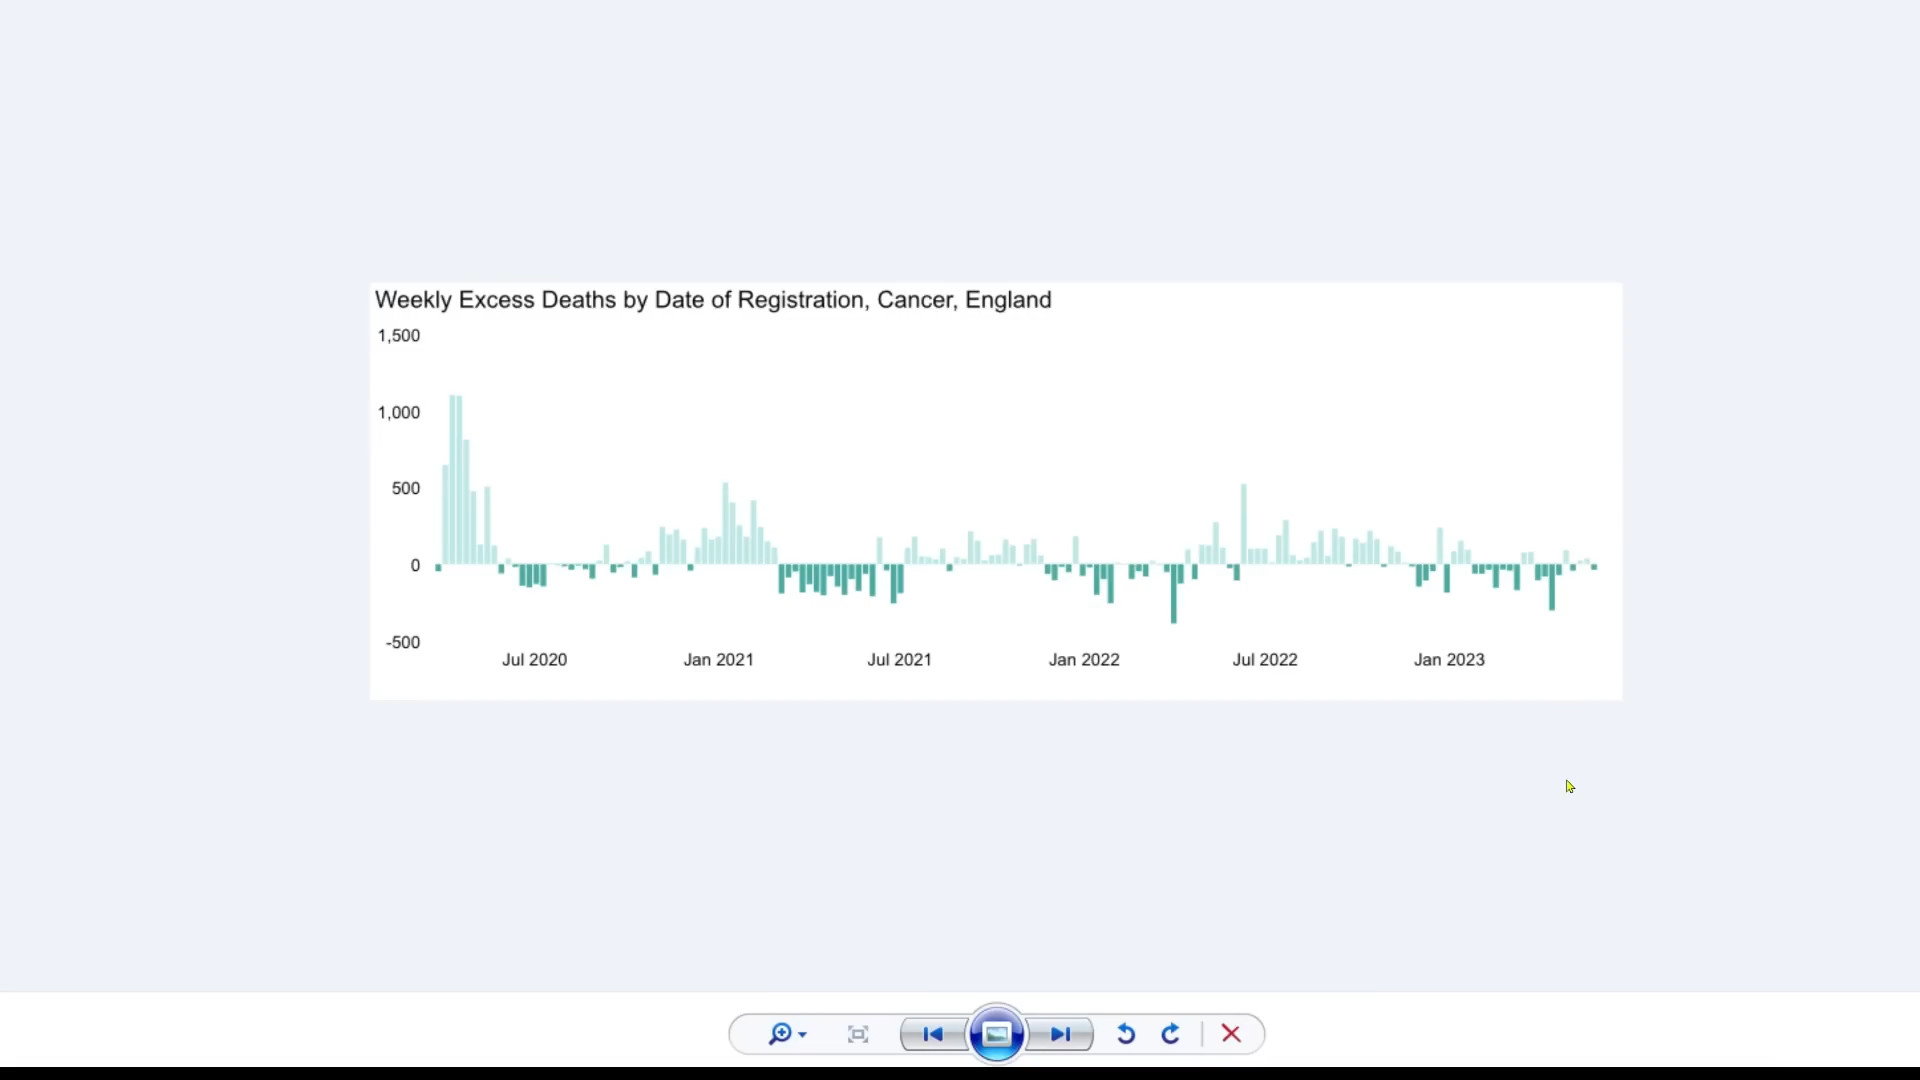 Weekly Excess Deaths by Date of Registration, Cancer, England
1,500
1,000
500
0
-500
Jul 2020 Jan 2021 Jul 2021 Jan 2022 Jul 2022 Jan 2023